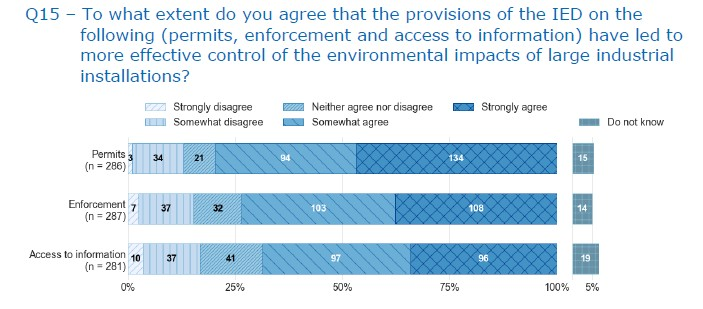 Q15 – To what extent do you agree that the provisions of the IED on the
following (permits, enforcement and access to information) have led to
more effective control of the environmental impacts of large industrial
installations?
Strongly disagree Neither agree nor disagree Strongly agree
Somewhat disagree Somewhat agree Do not know
Permits 3 34 21 94 134 15
(n = 286)
Enforcement 7 37 32 103 108 14
(n = 287)
Access to information 10 37 41 97 96 19
(n = 281)
0% 25% 50% 75% 100% 5%